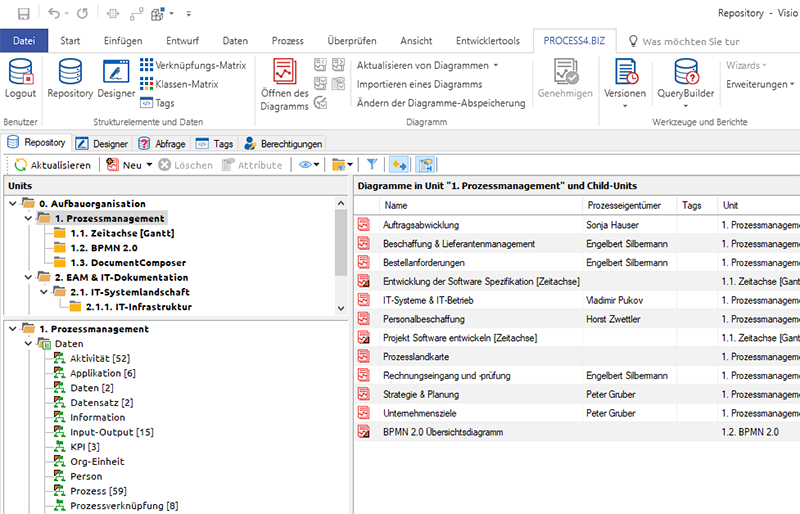 Repository - Visio
Datei Start Einfügen Entwurf Daten Prozess Überprüfen Ansicht Entwicklertools PROCESS4.BIZ Was möchten Sie tur
Verknüpfungs-Matrix Aktualisieren von Diagrammen Wizards
Klassen-Matrix Importieren eines Diagramms Erweiterungen
Logout Repository Designer Tags Öffnen des Diagramms Ändern der Diagramme-Abspeicherung Genehmigen Versionen QueryBuilder
Benutzer Strukturelemente und Daten Diagramm Werkzeuge und Berichte
Repository Designer Abfrage Tags Berechtigungen
Aktualisieren Neu Löschen Attribute
Units
0. Aufbauorganisation
1. Prozessmanagement
1.1. Zeitachse [Gantt]
1.2. BPMN 2.0
1.3. DocumentComposer
2. EAM & IT-Dokumentation
2.1. IT-Systemlandschaft
2.1.1. IT-Infrastruktur
1. Prozessmanagement
Daten
Aktivität [52]
Applikation [6]
Daten [2]
Datensatz [2]
Information
Input-Output [15]
KPI [3]
Org-Einheit
Person
Prozess [59]
Prozessverknüpfung [8]
Diagramme in Unit "1. Prozessmanagement" und Child-Units
Name Prozesseigentümer Tags Unit
Auftragsabwicklung Sonja Hauser 1. Prozessmanageme
Beschaffung & Lieferantenmanagement Engelbert Silbemann 1. Prozessmanageme
Bestellanforderungen Engelbert Silbemann 1. Prozessmanageme
Entwicklung der Software Spezifikation [Zeitachse] 1.1. Zeitachse [Gantt
IT-Systeme & IT-Betrieb Vladimir Pukov 1. Prozessmanageme
Personalbeschaffung Horst Zwettler 1. Prozessmanageme
Projekt Software entwickeln [Zeitachse] 1.1. Zeitachse [Gantt
Prozesslandkarte 1. Prozessmanageme
Rechnungseingang und -prüfung Engelbert Silbemann 1. Prozessmanageme
Strategie & Planung Peter Gruber 1. Prozessmanageme
Unternehmensziele Peter Gruber 1. Prozessmanageme
BPMN 2.0 Übersichtsdiagramm 1.2. BPMN 2.0